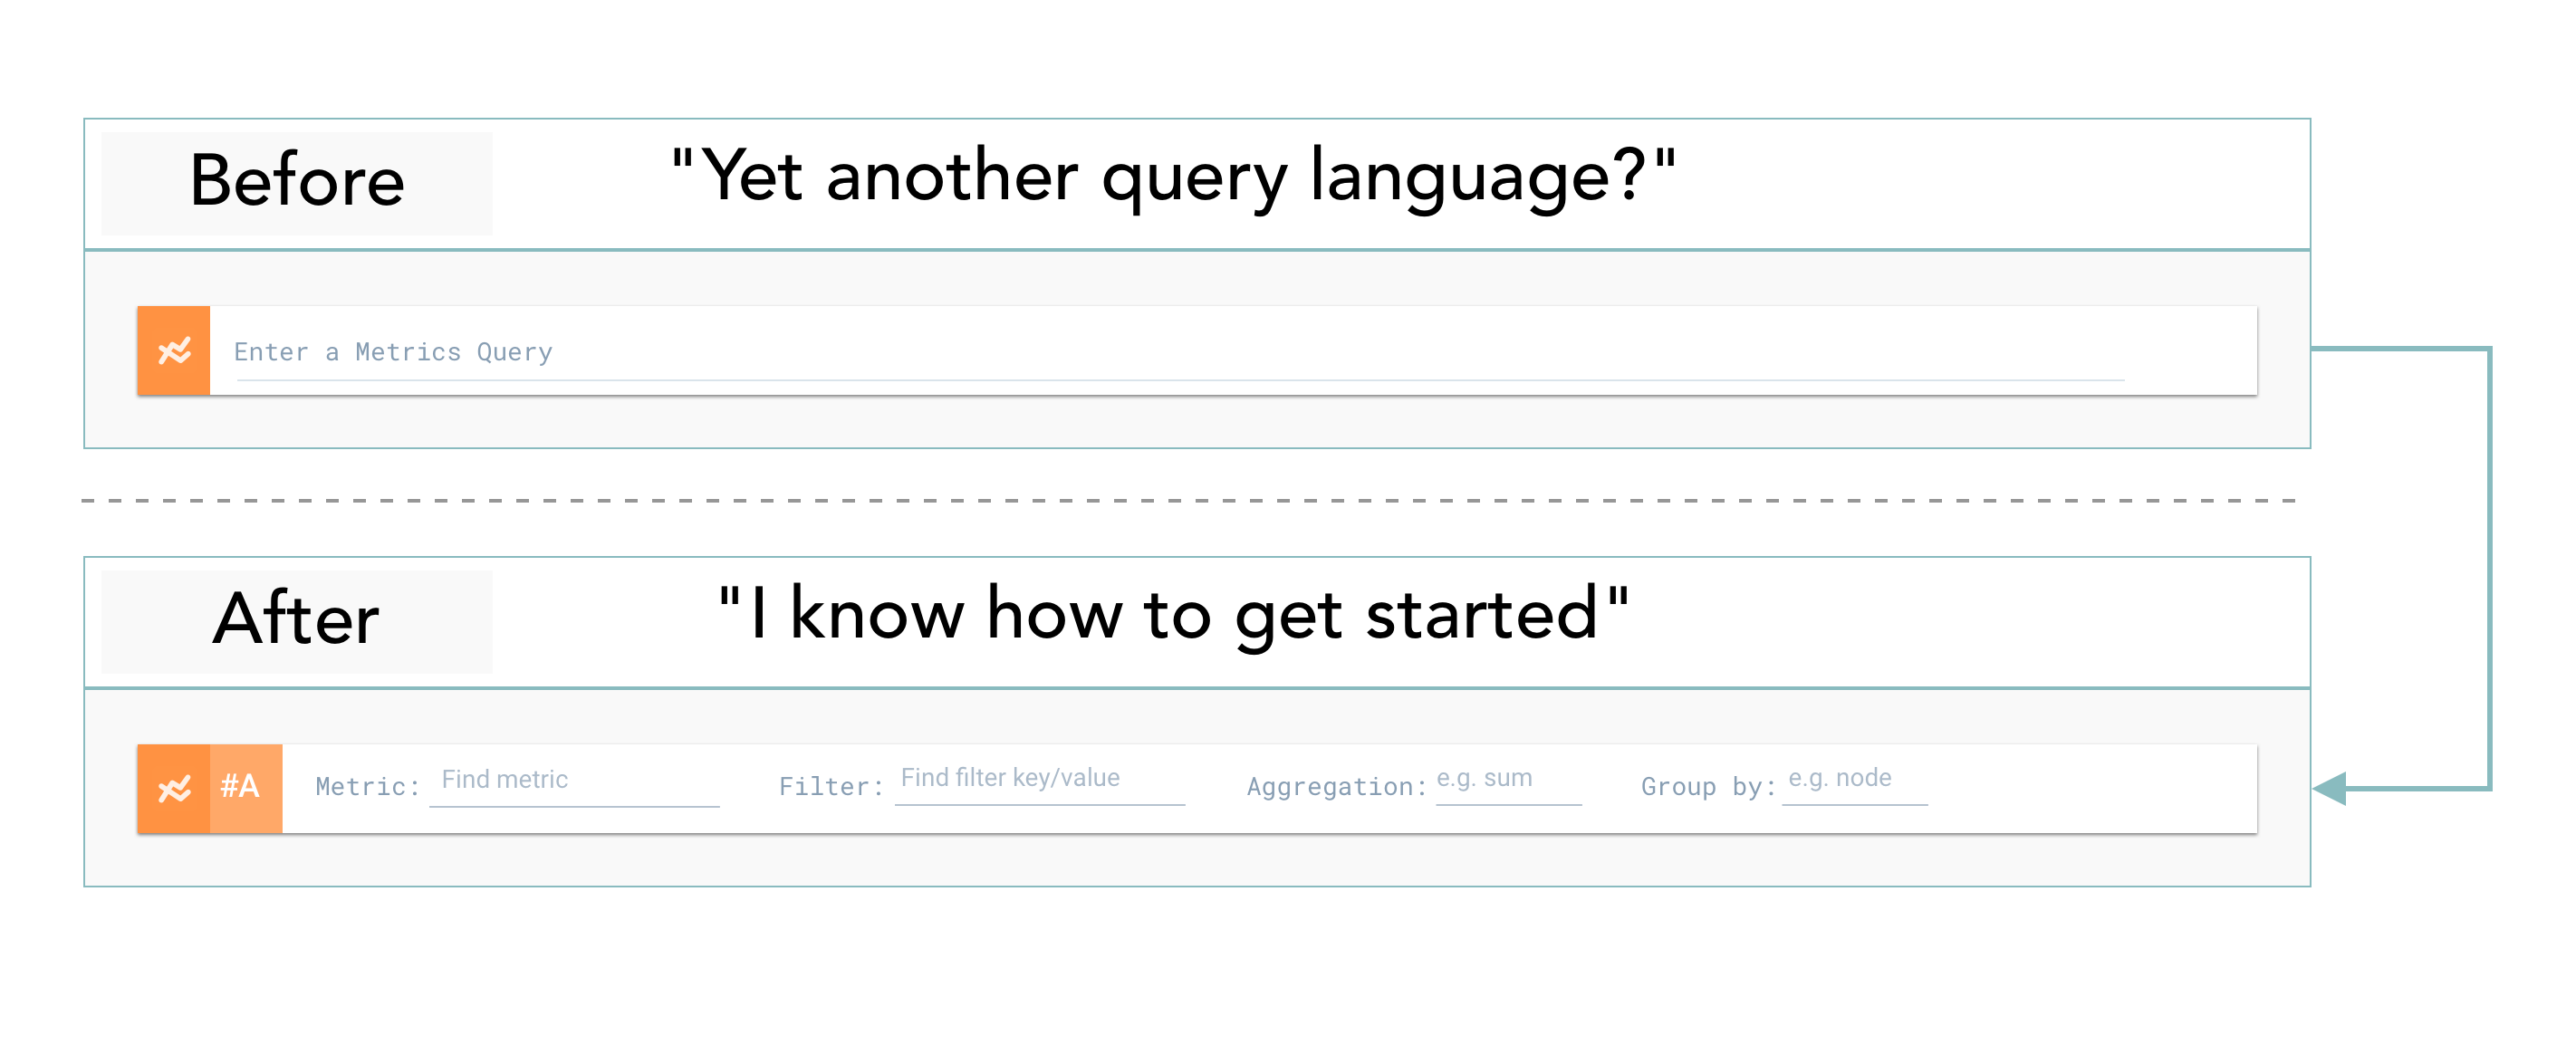 Before
"Yet another query language?"
Enter a Metrics Query
After
"I know how to get started"
#A Metric: Find metric Filter: Find filter key/value Aggregation: e.g. sum Group by: e.g. node